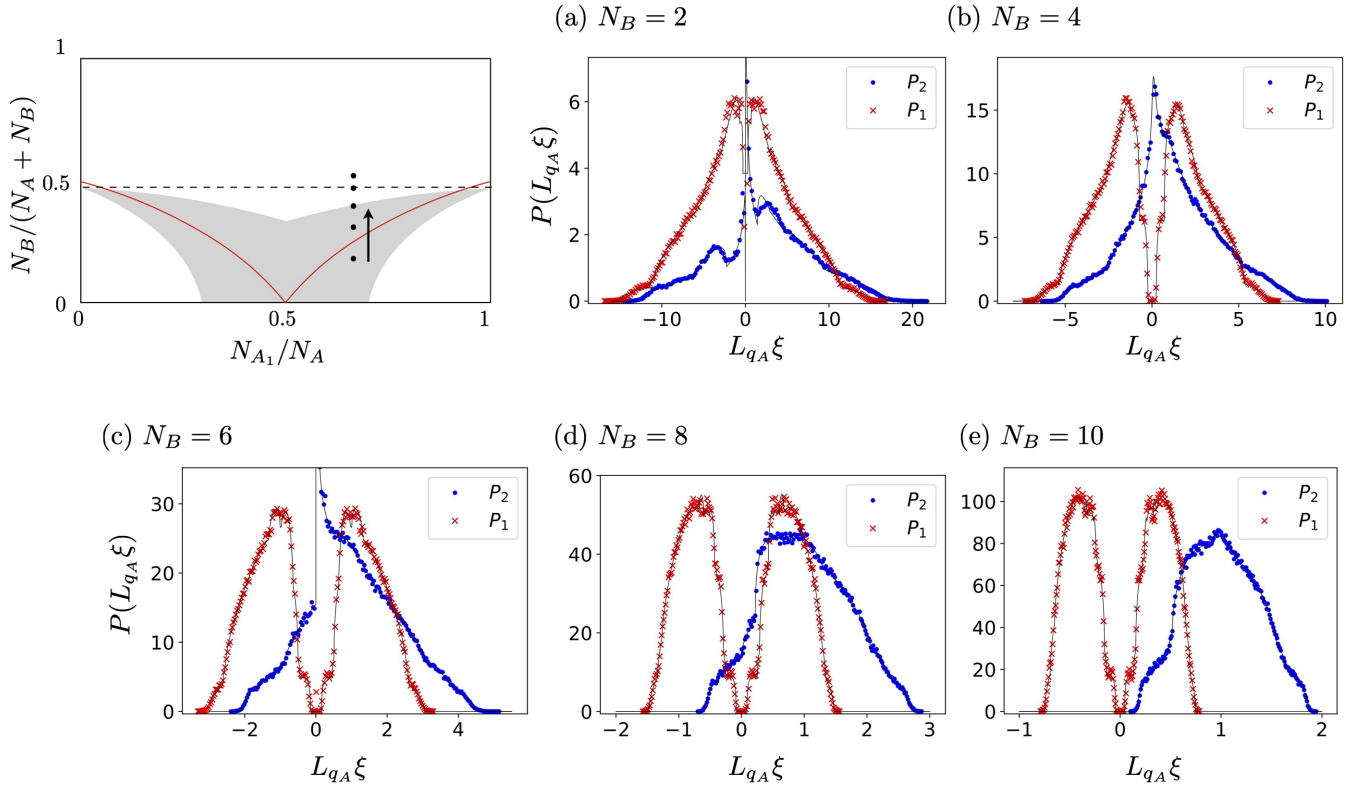 (a) N_B = 2
(b) N_B = 4
1
0.5
0
N_B/(N_A + N_B)
0
0.5
1
N_{A_1}/N_A
P_2
P_1
6
4
2
0
P(L_{q_A}ξ)
−10
0
10
20
L_{q_A}ξ
P_2
P_1
15
10
5
0
−5
0
5
10
L_{q_A}ξ
(c) N_B = 6
(d) N_B = 8
(e) N_B = 10
P_2
P_1
30
20
10
0
P(L_{q_A}ξ)
−2
0
2
4
L_{q_A}ξ
P_2
P_1
60
40
20
0
−2
−1
0
1
2
3
L_{q_A}ξ
P_2
P_1
100
80
60
40
20
0
−1
0
1
2
L_{q_A}ξ